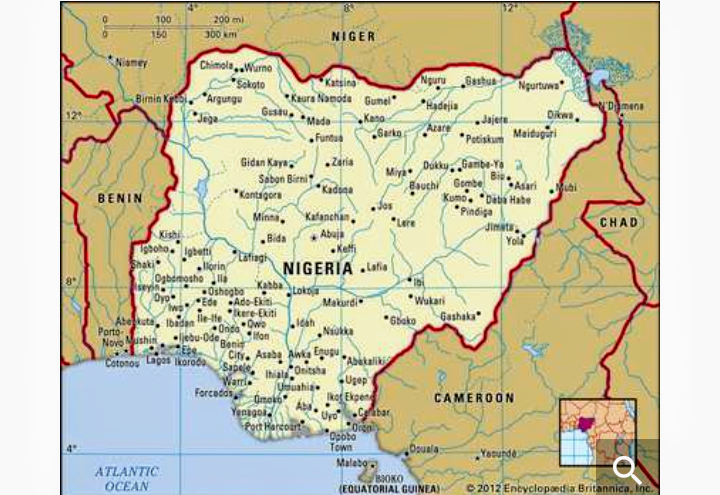 4°
8°
12°
0 100 200 mi
0 150 300 km
NIGER
Niamey
Chimola
Wurno
Sokoto
Katsina
Nguru
Gashua
Ngurtuwa
Birnin Kebbi
Argungu
Kaura Namoda
Gumel
Hadejia
N'Djamena
12°
Jega
Gusau
Mada
Kano
Jajere
Dikwa
Garko
Azare
Potiskum
Maiduguri
Funtua
Gidan Kaya
Zaria
Dukku
Gambe-Ya
Sabon Birni
Miya
Biu
BENIN
Kontagora
Kadona
Bauchi
Gombe
Asari
Mubi
Kumo
Daba Habe
Jos
Pindiga
Minna
Kafanchan
Lere
CHAD
Kishi
Bida
Abuja
Jimeta
Yola
Igboho
Igbetti
Keffi
Shaki
Lafiagi
Ilorin
NIGERIA
Lafia
Ogbomosho
Ila
8°
Iseyin
Oshogbo
Kabba
Lokoja
Ibi
Oyo
Ede
Ado-Ekiti
Makurdi
Wukari
Iwo
Ile-Ife
Ikere-Ekiti
Gboko
Gashaka
Abeokuta
Ibadan
Owo
Idah
Porto-
Novo
Ondo
Ifon
Nsukka
Mushin
Ijebu-Ode
Benin
City
Epe
Cotonou
Lagos
Ikorodu
Asaba
Awka
Enugu
Abakaliki
Sapele
Onitsha
Ihiala
Warri
Umuahia
Ugep
Forcados
Omoko
Ikot Ekpene
CAMEROON
Yenagoa
Aba
Uyo
Calabar
Port Harcourt
Oron
Opobo
Town
4°
Douala
Yaoundé
Malabo
ATLANTIC
OCEAN
BIOKO
(EQUATORIAL GUINEA)
© 2012 Encyclopædia Britannica, Inc.